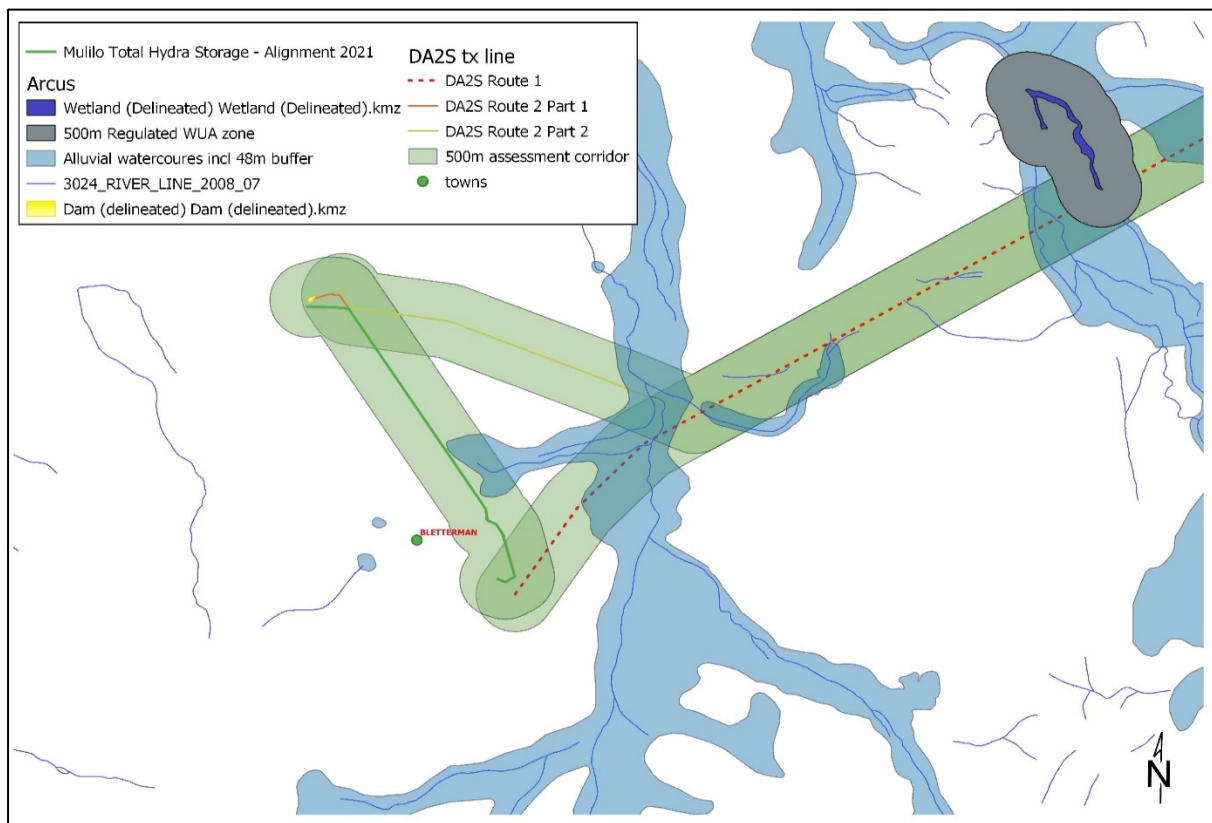 Mulilo Total Hydra Storage - Alignment 2021
Arcus
Wetland (Delineated) Wetland (Delineated).kmz
500m Regulated WUA zone
Alluvial watercoures incl 48m buffer
3024_RIVER_LINE_2008_07
Dam (delineated) Dam (delineated).kmz
DA2S tx line
DA2S Route 1
DA2S Route 2 Part 1
DA2S Route 2 Part 2
500m assessment corridor
towns
BLETTERMAN
N